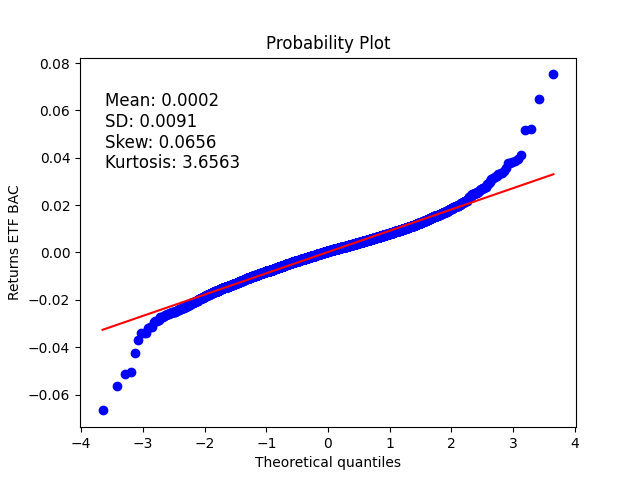 Probability Plot
0.08
0.06
0.04
0.02
0.00
−0.02
−0.04
−0.06
Returns ETF BAC
Mean: 0.0002
SD: 0.0091
Skew: 0.0656
Kurtosis: 3.6563
−4 −3 −2 −1 0 1 2 3 4
Theoretical quantiles